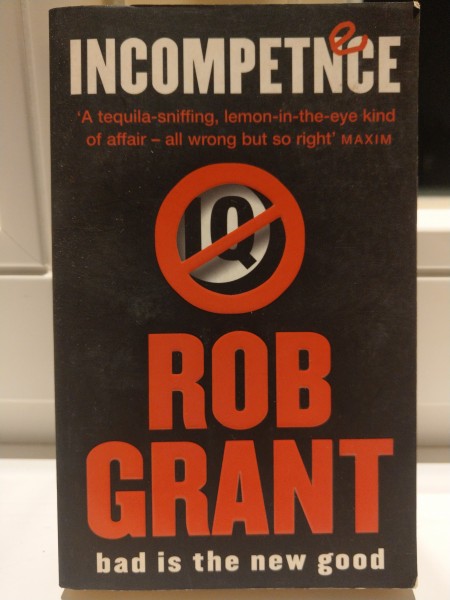 INCOMPETNeCE
'A tequila-sniffing, lemon-in-the-eye kind
of affair – all wrong but so right' MAXIM
IQ
ROB
GRANT
bad is the new good